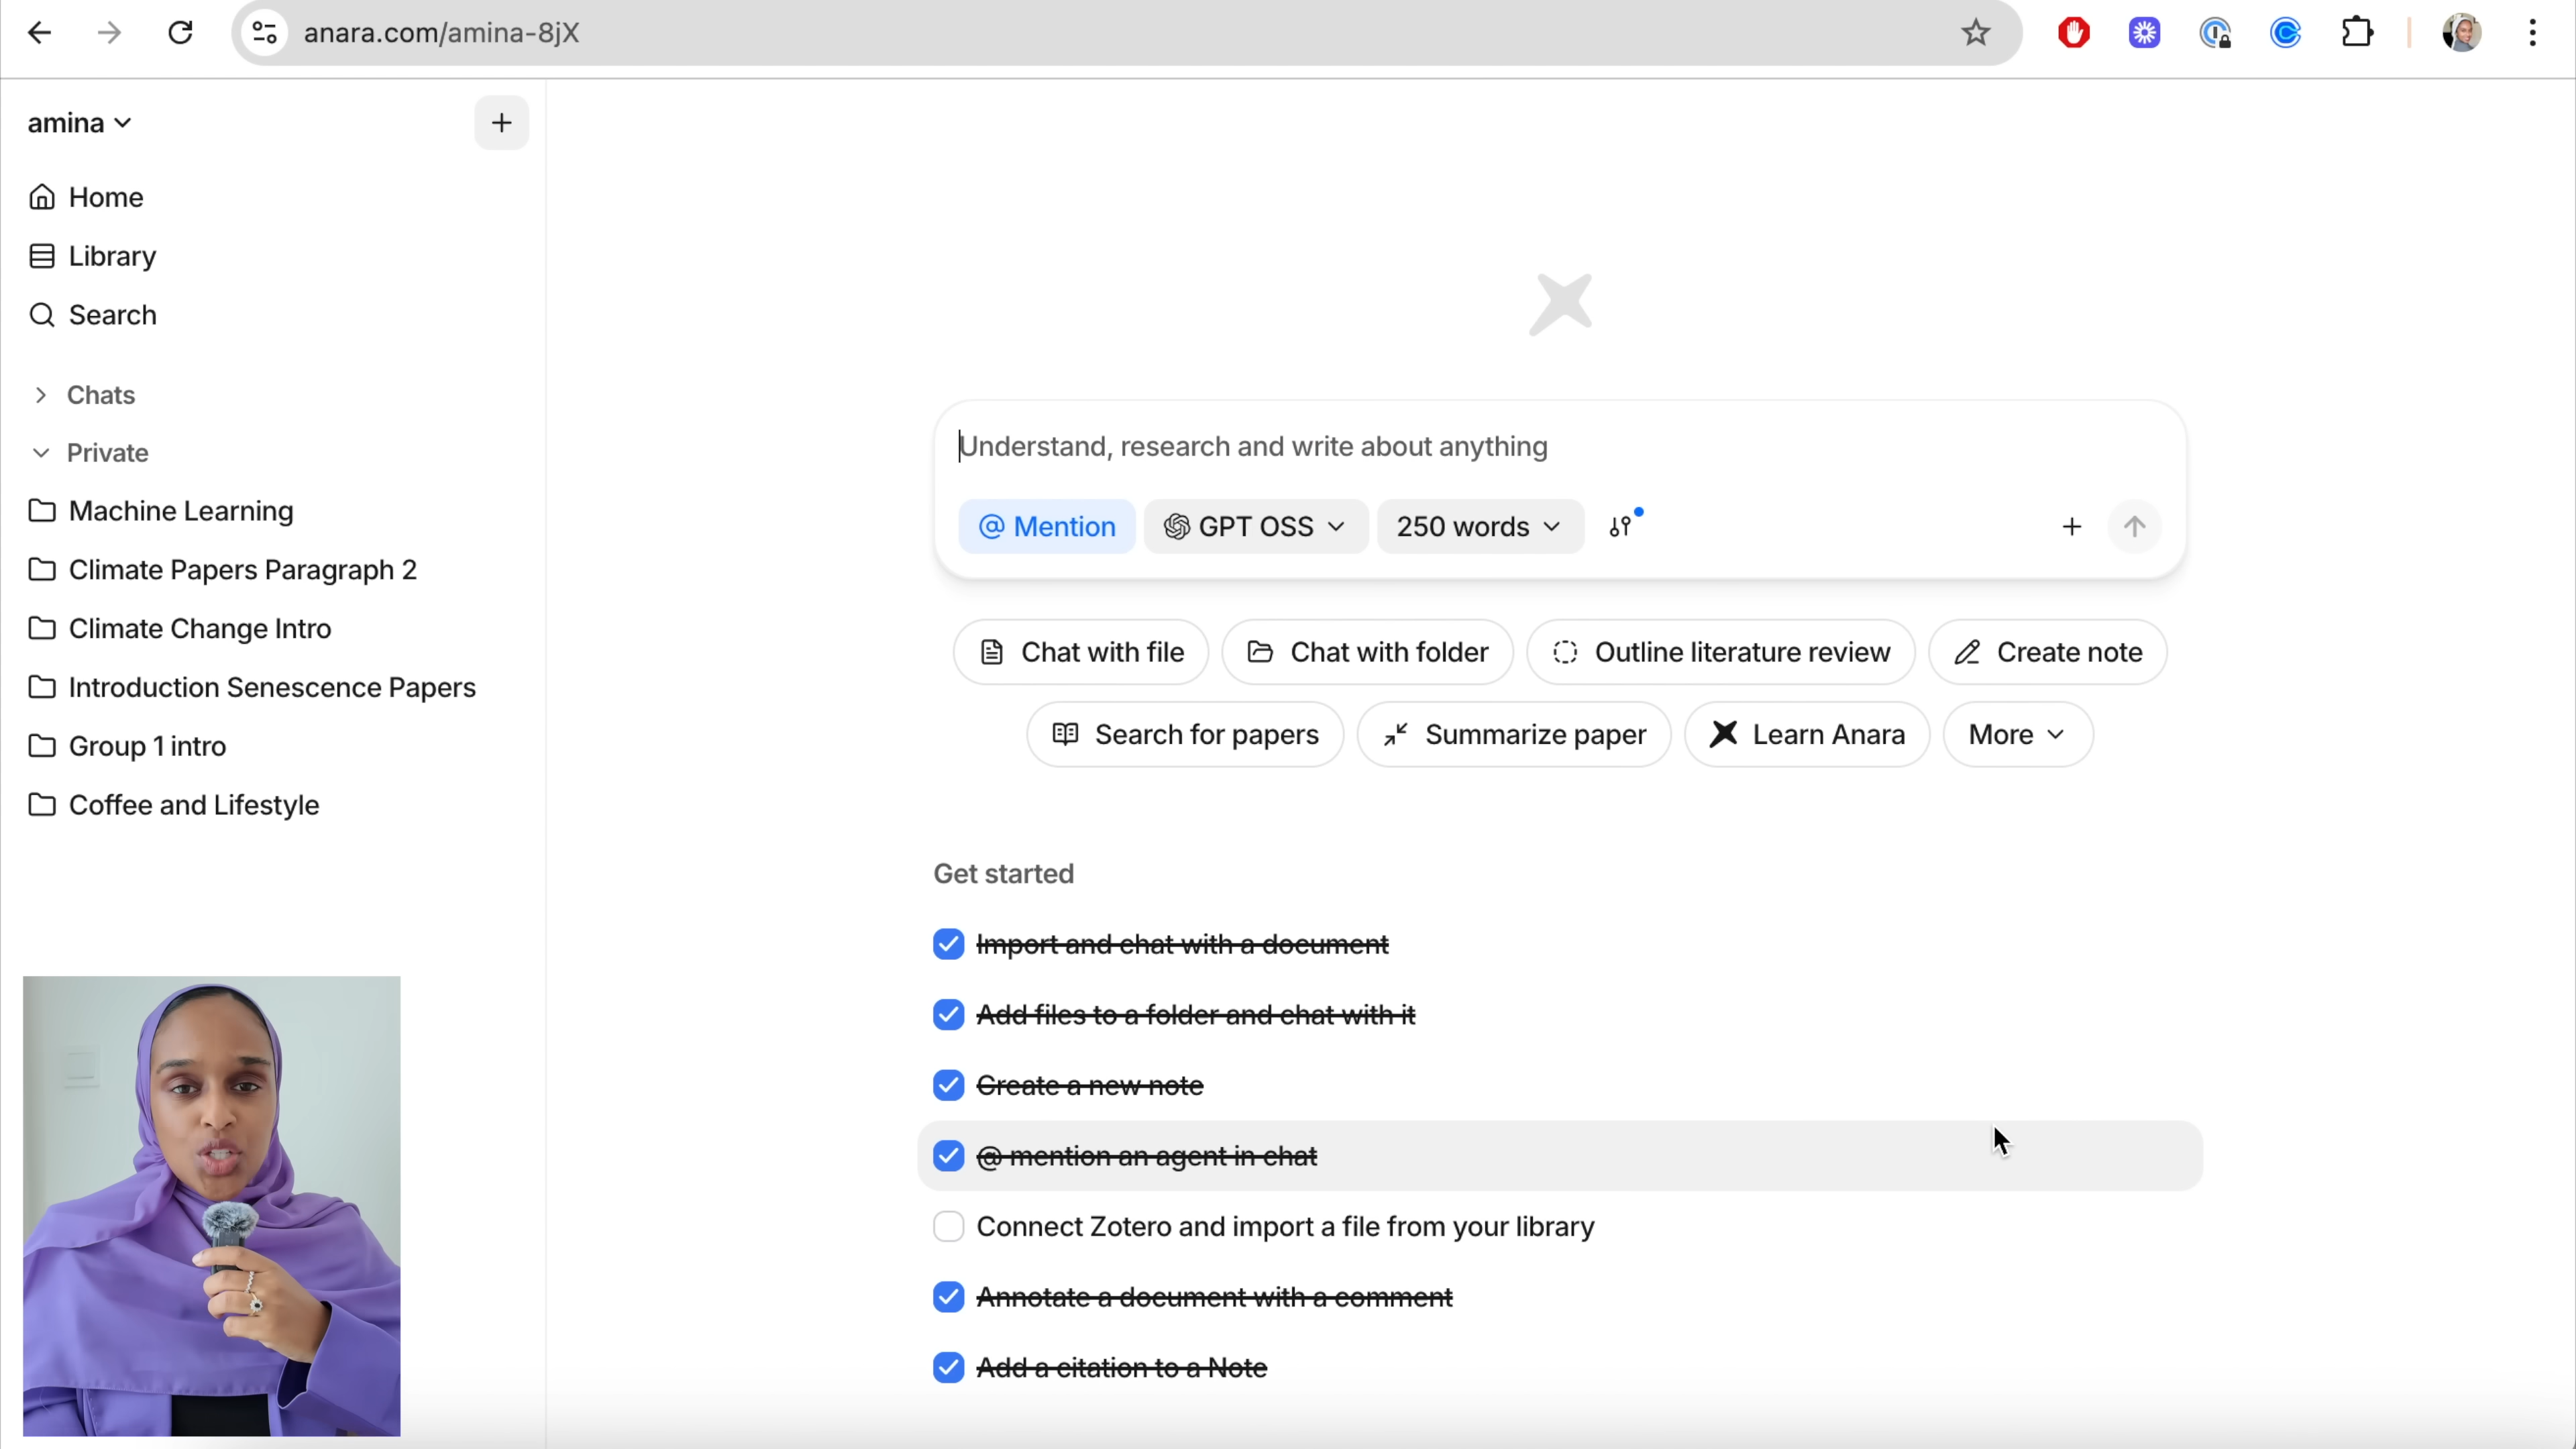 anara.com/amina-8jX
amina
Home
Library
Search
Chats
Private
Machine Learning
Climate Papers Paragraph 2
Climate Change Intro
Introduction Senescence Papers
Group 1 intro
Coffee and Lifestyle
Understand, research and write about anything
@ Mention GPT OSS 250 words
Chat with file Chat with folder Outline literature review Create note
Search for papers Summarize paper Learn Anara More
Get started
Import and chat with a document
Add files to a folder and chat with it
Create a new note
@ mention an agent in chat
Connect Zotero and import a file from your library
Annotate a document with a comment
Add a citation to a Note